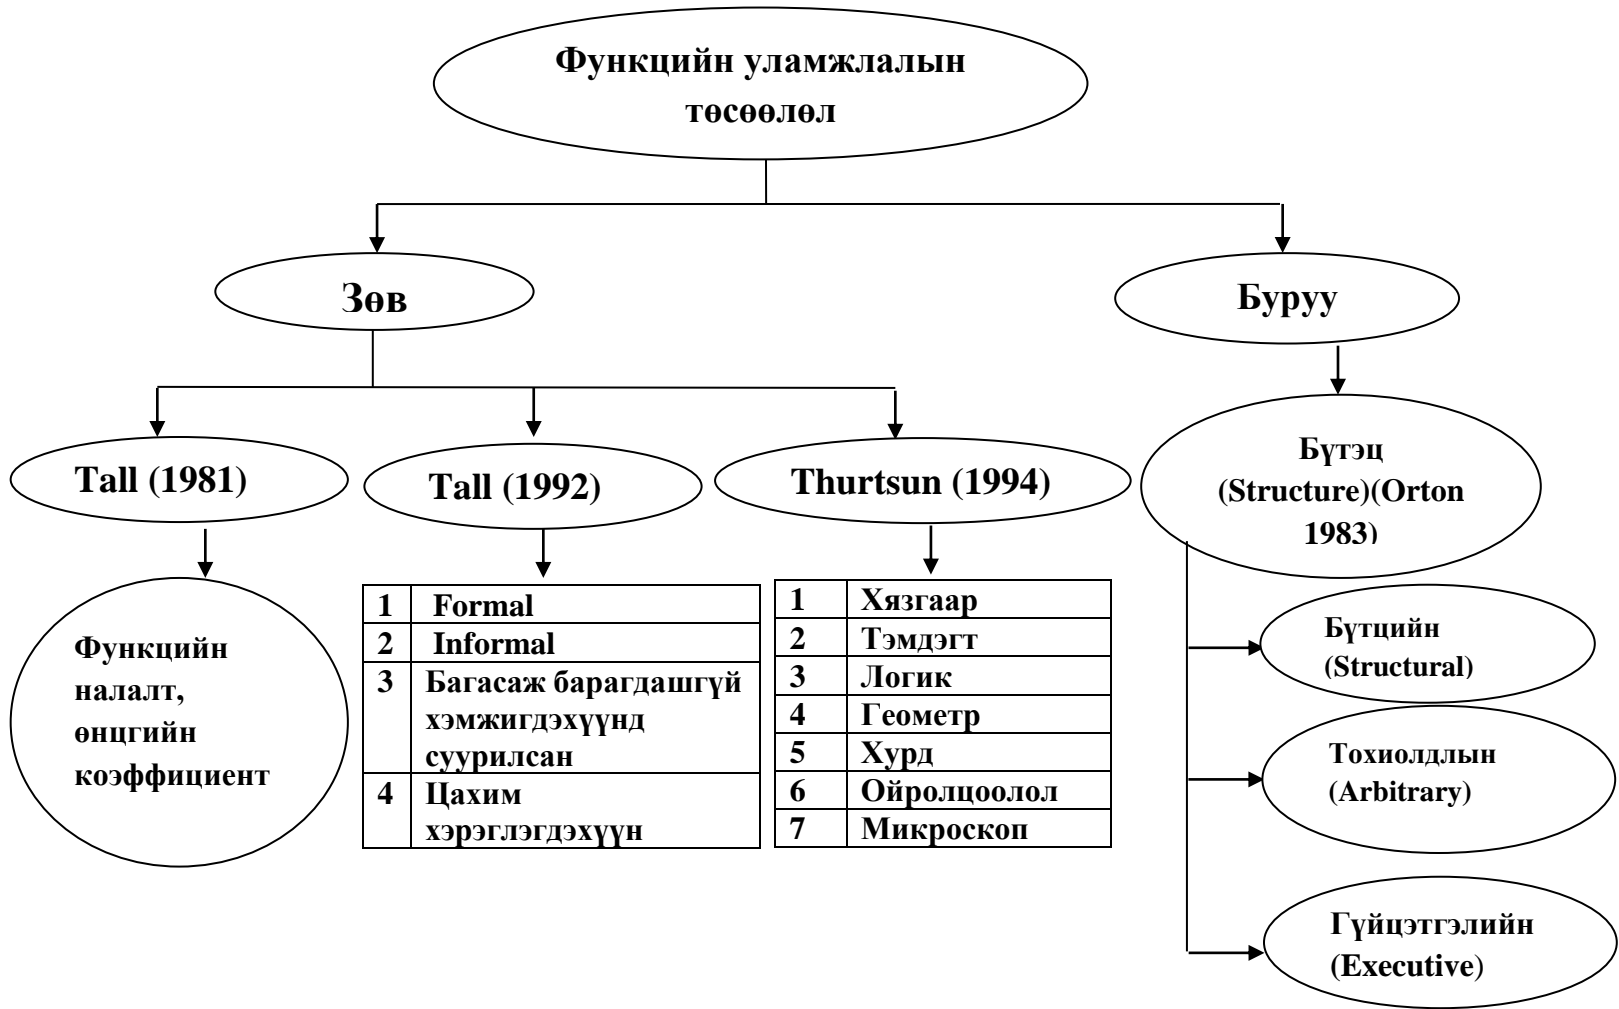 Функцийн уламжлалын
төсөөлөл
Зөв
Буруу
Tall (1981)
Tall (1992)
Thurtsun (1994)
Бүтэц
(Structure)(Orton
1983)
Функцийн
налалт,
өнцгийн
коэффициент
1 Formal
2 Informal
3 Багасаж барагдашгүй
хэмжигдэхүүнд
суурилсан
4 Цахим
хэрэглэгдэхүүн
1 Хязгаар
2 Тэмдэгт
3 Логик
4 Геометр
5 Хурд
6 Ойролцоолол
7 Микроскоп
Бүтцийн
(Structural)
Тохиолдлын
(Arbitrary)
Гүйцэтгэлийн
(Executive)